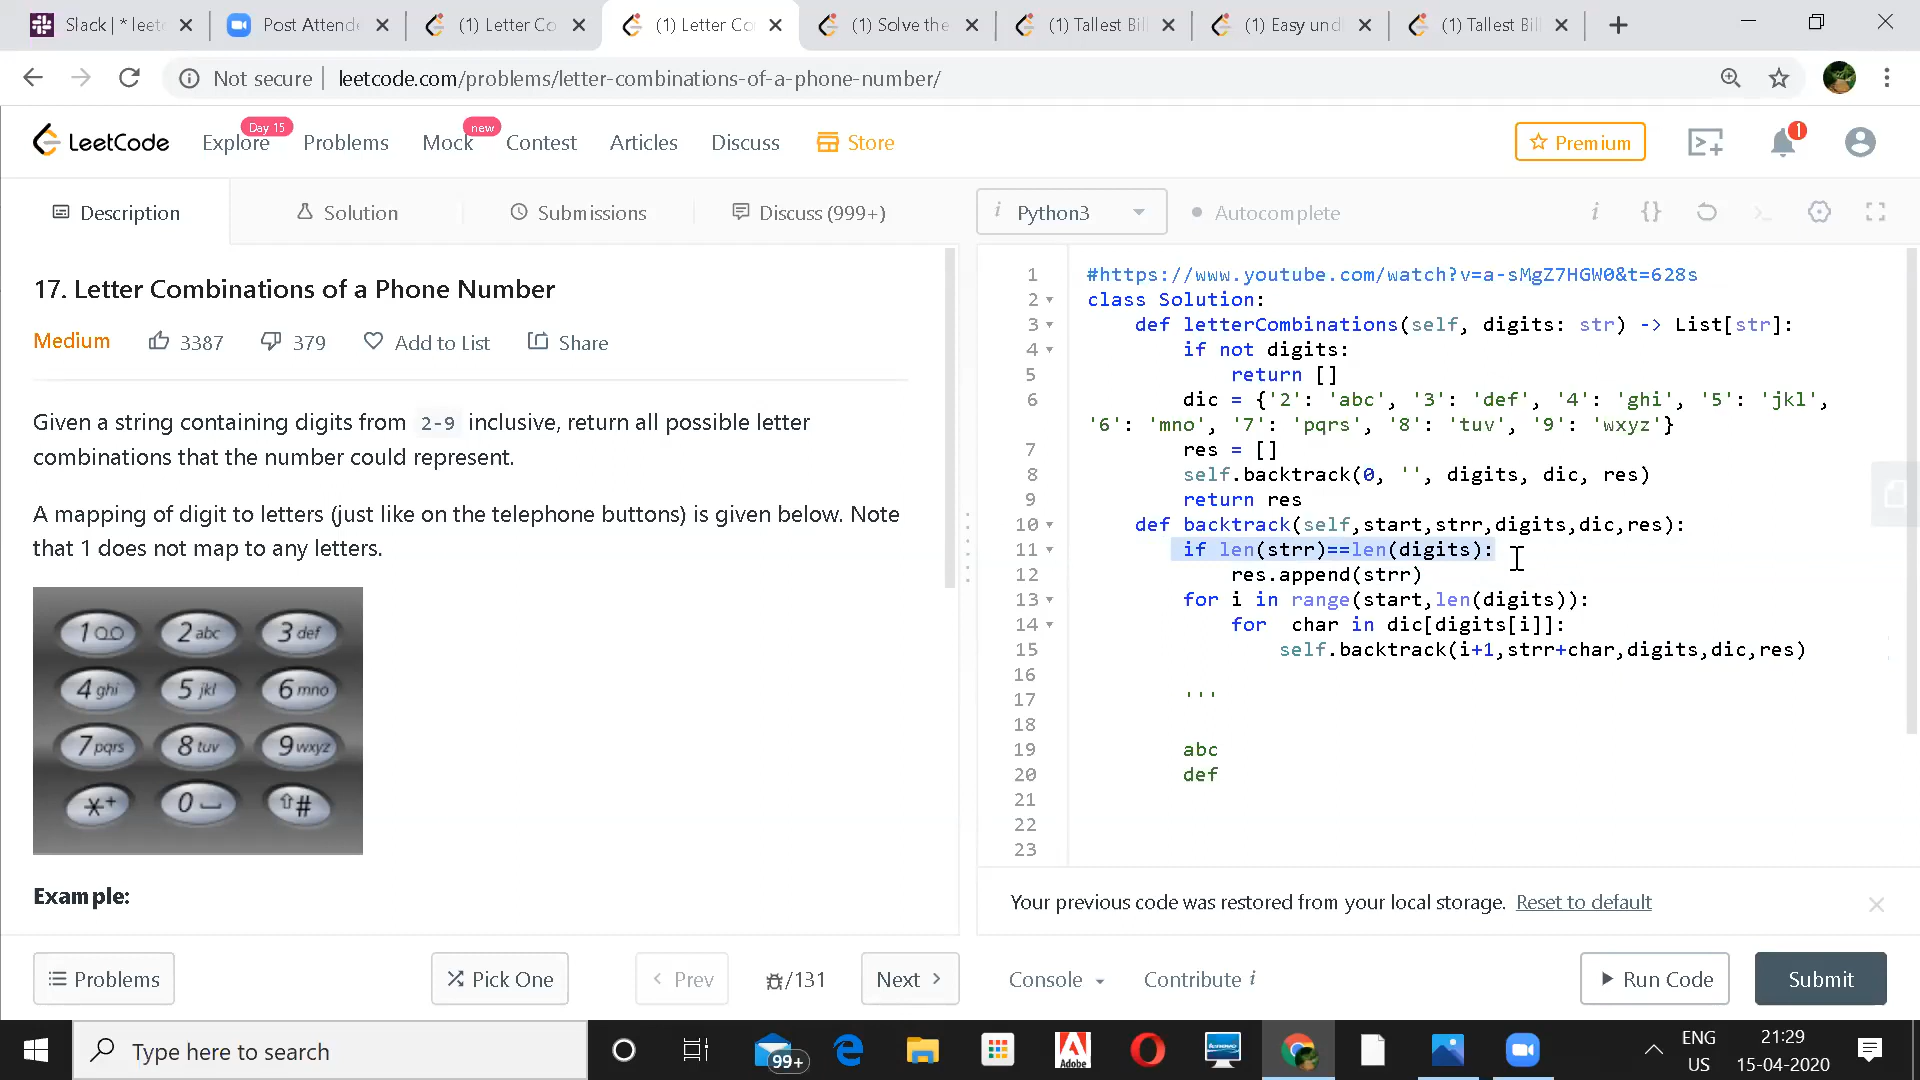 Slack | * leet
Post Attende
(1) Letter Co
(1) Letter Co
(1) Solve the
(1) Tallest Bil
(1) Easy und
(1) Tallest Bil
Not secure | leetcode.com/problems/letter-combinations-of-a-phone-number/
LeetCode
Explore
Day 15
Problems
Mock
new
Contest
Articles
Discuss
Store
Premium
1
Description
Solution
Submissions
Discuss (999+)
Python3
Autocomplete
17. Letter Combinations of a Phone Number
Medium
3387
379
Add to List
Share
Given a string containing digits from 2-9 inclusive, return all possible letter
combinations that the number could represent.
A mapping of digit to letters (just like on the telephone buttons) is given below. Note
that 1 does not map to any letters.
1
2 abc
3 def
4 ghi
5 jkl
6 mno
7 pqrs
8 tuv
9 wxyz
*+
0
#
Example:
1 #https://www.youtube.com/watch?v=a-sMgZ7HGW0&t=628s
2 class Solution:
3 def letterCombinations(self, digits: str) -> List[str]:
4 if not digits:
5 return []
6 dic = {'2': 'abc', '3': 'def', '4': 'ghi', '5': 'jkl',
'6': 'mno', '7': 'pqrs', '8': 'tuv', '9': 'wxyz'}
7 res = []
8 self.backtrack(0, '', digits, dic, res)
9 return res
10 def backtrack(self,start,strr,digits,dic,res):
11 if len(strr)==len(digits):
12 res.append(strr)
13 for i in range(start,len(digits)):
14 for  char in dic[digits[i]]:
15 self.backtrack(i+1,strr+char,digits,dic,res)
16
17 '''
18
19 abc
20 def
21
22
23
Your previous code was restored from your local storage. Reset to default
Problems
Pick One
Prev
/131
Next
Console
Contribute i
Run Code
Submit
Type here to search
99+
Adobe
ENG
US
21:29
15-04-2020